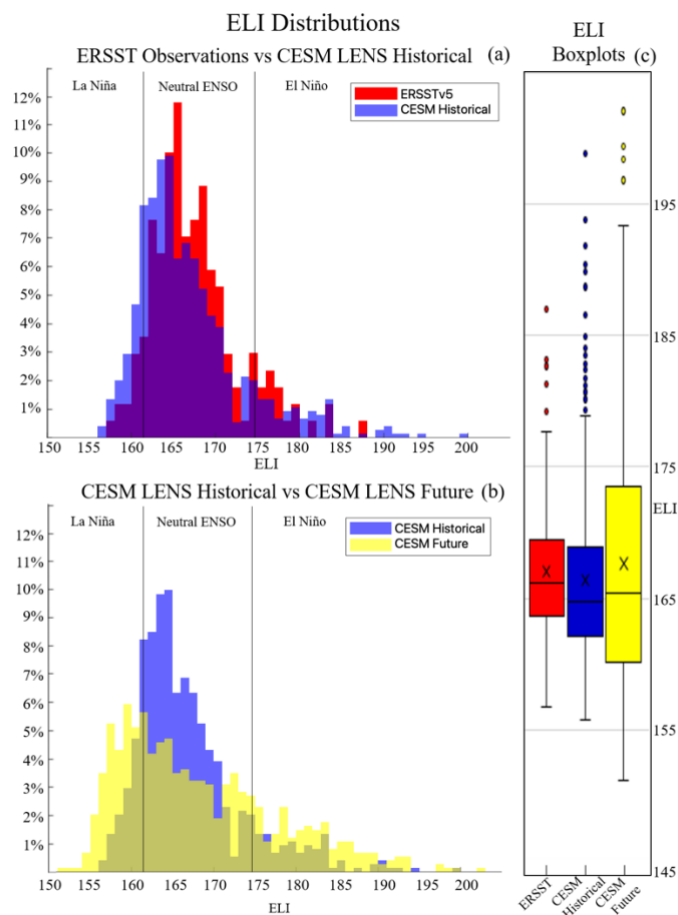 ELI Distributions
ERSST Observations vs CESM LENS Historical (a)
La Niña Neutral ENSO El Niño
ERSSTv5
CESM Historical
12%
11%
10%
9%
8%
7%
6%
5%
4%
3%
2%
1%
150 155 160 165 170 175 180 185 190 195 200
ELI
CESM LENS Historical vs CESM LENS Future (b)
La Niña Neutral ENSO El Niño
CESM Historical
CESM Future
12%
11%
10%
9%
8%
7%
6%
5%
4%
3%
2%
1%
150 155 160 165 170 175 180 185 190 195 200
ELI
ELI
Boxplots (c)
195
185
175
ELI
165
155
145
ERSST
CESM
Historical
CESM
Future